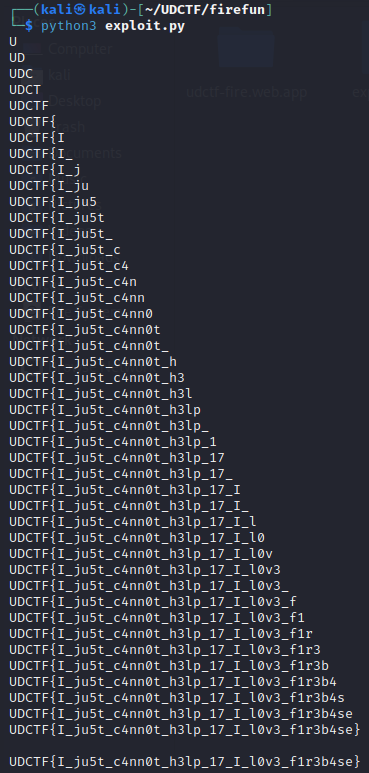 ┌──(kali㉿kali)-[~/UDCTF/firefun]
└─$ python3 exploit.py
U
UD
UDC
UDCT
UDCTF
UDCTF{
UDCTF{I
UDCTF{I_
UDCTF{I_j
UDCTF{I_ju
UDCTF{I_ju5
UDCTF{I_ju5t
UDCTF{I_ju5t_
UDCTF{I_ju5t_c
UDCTF{I_ju5t_c4
UDCTF{I_ju5t_c4n
UDCTF{I_ju5t_c4nn
UDCTF{I_ju5t_c4nn0
UDCTF{I_ju5t_c4nn0t
UDCTF{I_ju5t_c4nn0t_
UDCTF{I_ju5t_c4nn0t_h
UDCTF{I_ju5t_c4nn0t_h3
UDCTF{I_ju5t_c4nn0t_h3l
UDCTF{I_ju5t_c4nn0t_h3lp
UDCTF{I_ju5t_c4nn0t_h3lp_
UDCTF{I_ju5t_c4nn0t_h3lp_1
UDCTF{I_ju5t_c4nn0t_h3lp_17
UDCTF{I_ju5t_c4nn0t_h3lp_17_
UDCTF{I_ju5t_c4nn0t_h3lp_17_I
UDCTF{I_ju5t_c4nn0t_h3lp_17_I_
UDCTF{I_ju5t_c4nn0t_h3lp_17_I_l
UDCTF{I_ju5t_c4nn0t_h3lp_17_I_l0
UDCTF{I_ju5t_c4nn0t_h3lp_17_I_l0v
UDCTF{I_ju5t_c4nn0t_h3lp_17_I_l0v3
UDCTF{I_ju5t_c4nn0t_h3lp_17_I_l0v3_
UDCTF{I_ju5t_c4nn0t_h3lp_17_I_l0v3_f
UDCTF{I_ju5t_c4nn0t_h3lp_17_I_l0v3_f1
UDCTF{I_ju5t_c4nn0t_h3lp_17_I_l0v3_f1r
UDCTF{I_ju5t_c4nn0t_h3lp_17_I_l0v3_f1r3
UDCTF{I_ju5t_c4nn0t_h3lp_17_I_l0v3_f1r3b
UDCTF{I_ju5t_c4nn0t_h3lp_17_I_l0v3_f1r3b4
UDCTF{I_ju5t_c4nn0t_h3lp_17_I_l0v3_f1r3b4s
UDCTF{I_ju5t_c4nn0t_h3lp_17_I_l0v3_f1r3b4se
UDCTF{I_ju5t_c4nn0t_h3lp_17_I_l0v3_f1r3b4se}
UDCTF{I_ju5t_c4nn0t_h3lp_17_I_l0v3_f1r3b4se}